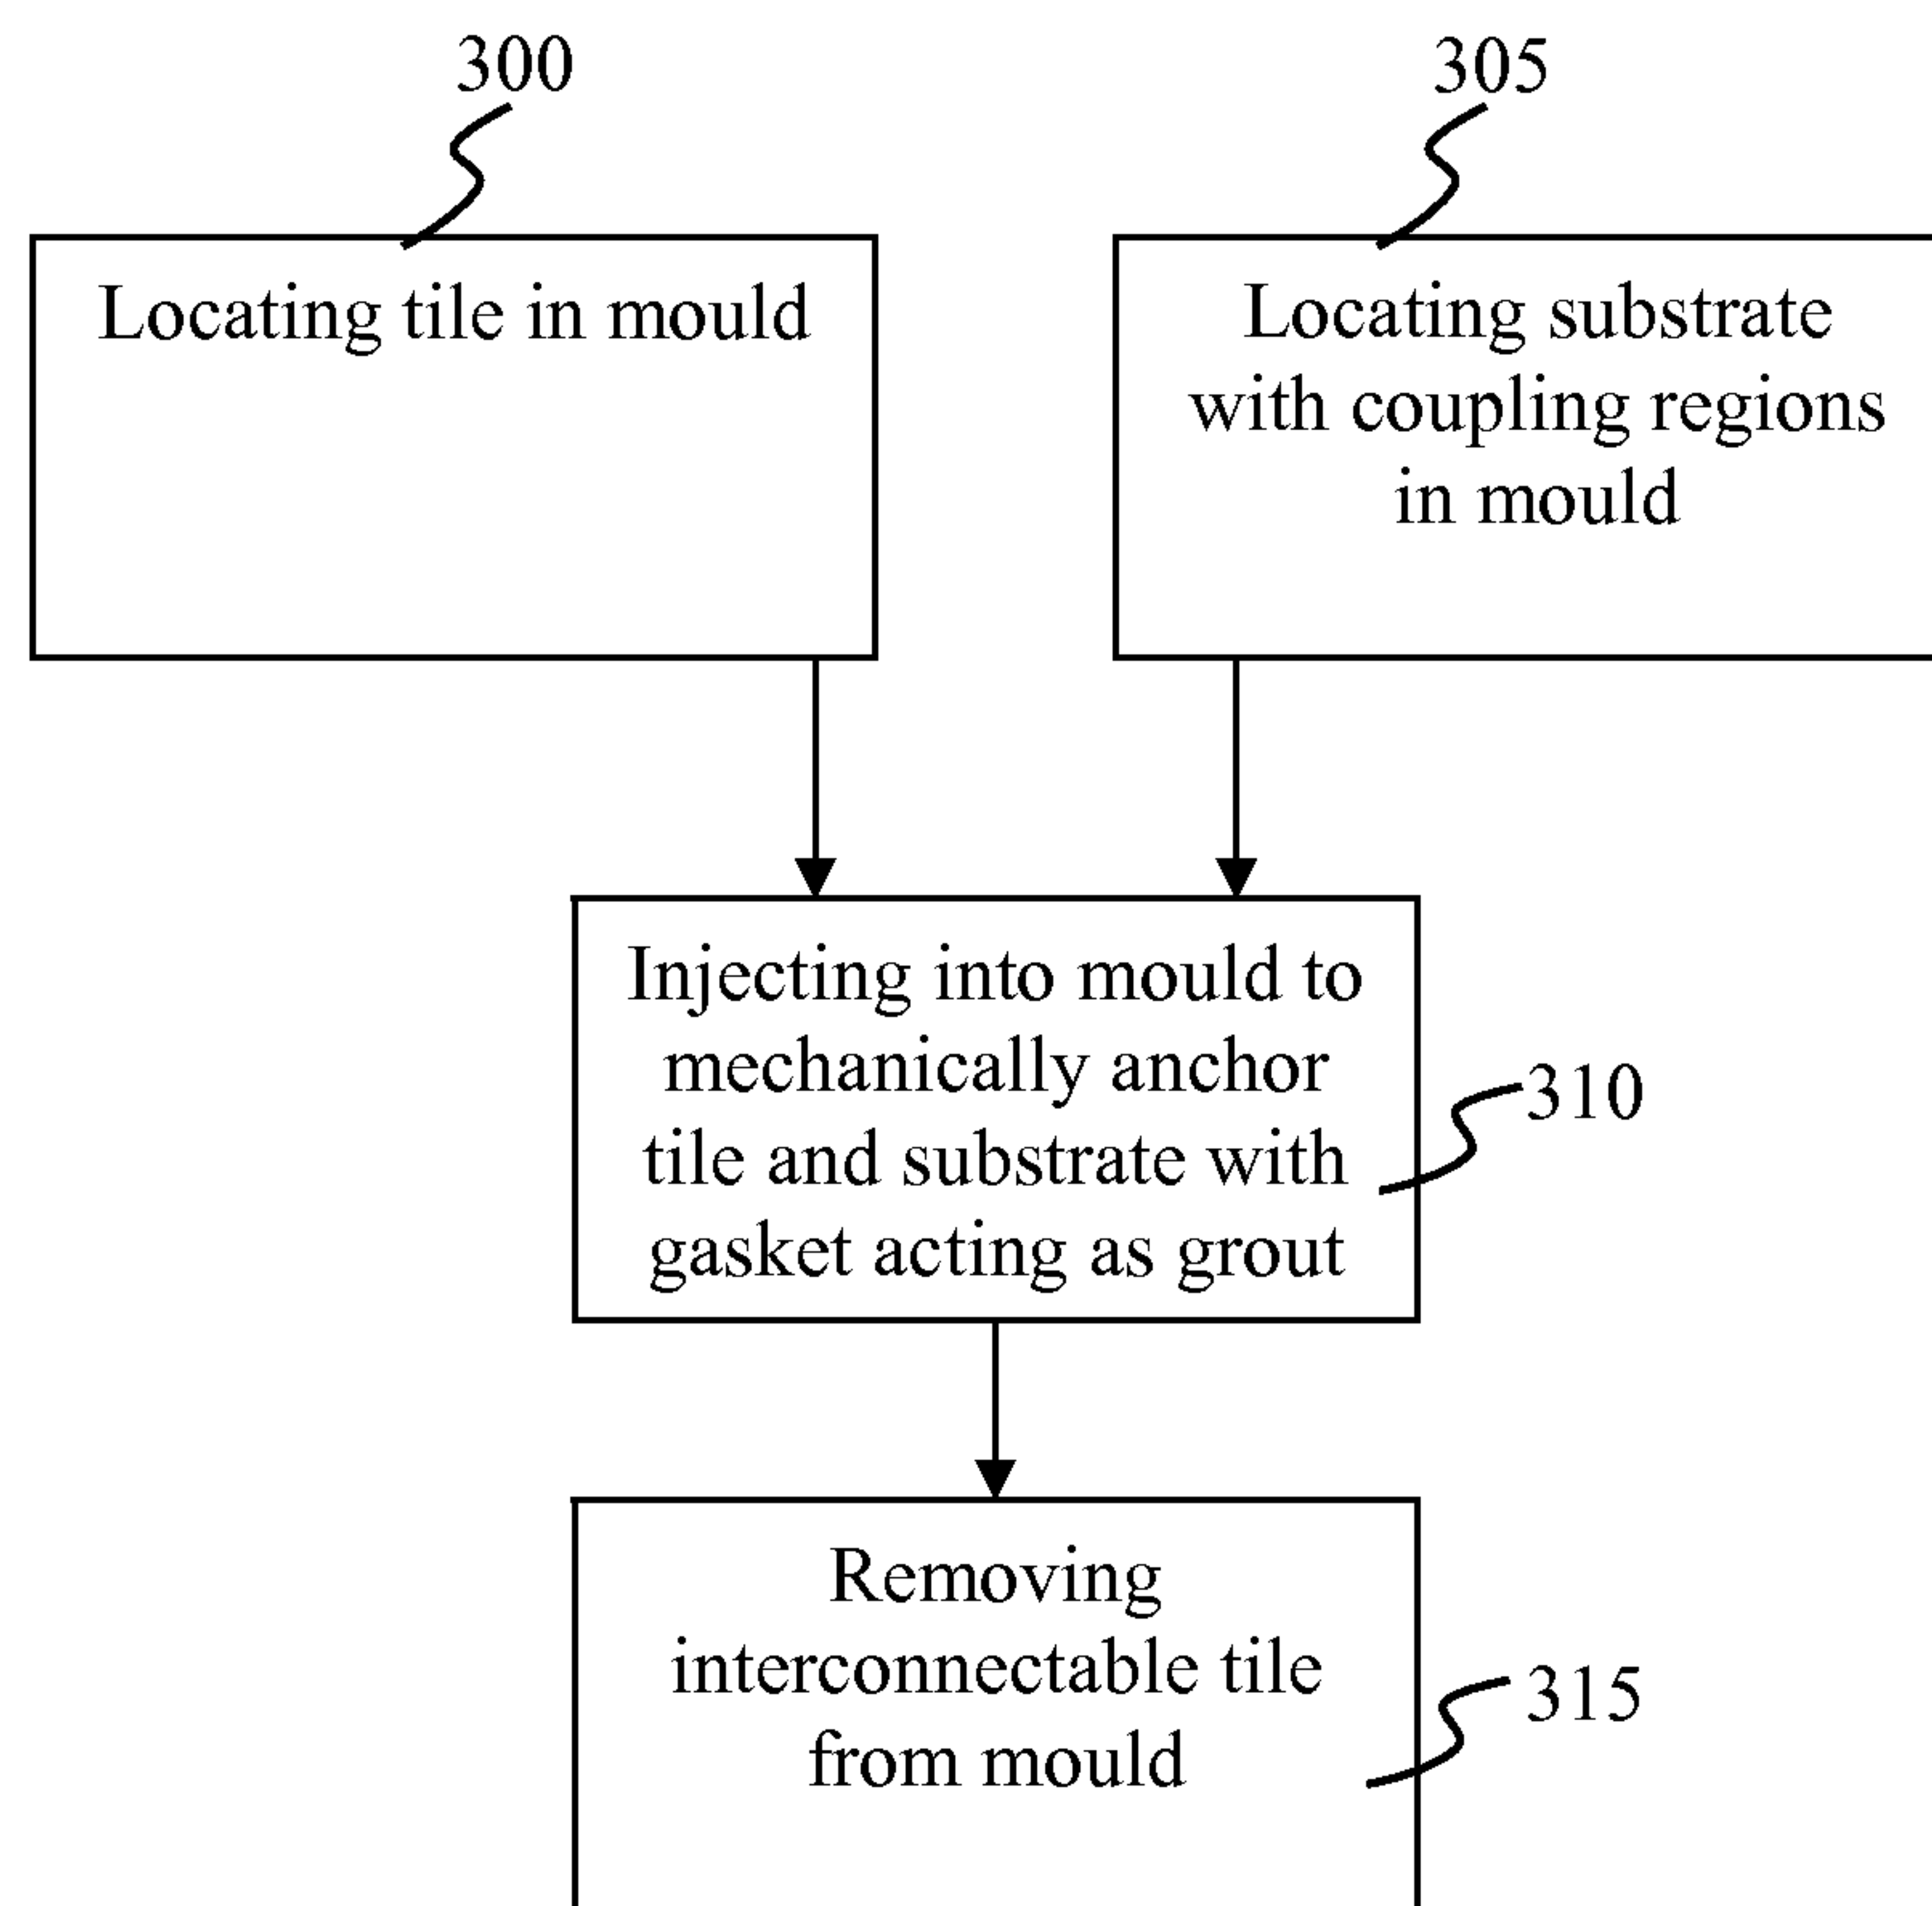 300
305
Locating tile in mould
Locating substrate
with coupling regions
in mould
Injecting into mould to
mechanically anchor
tile and substrate with
gasket acting as grout
310
Removing
interconnectable tile
from mould
315